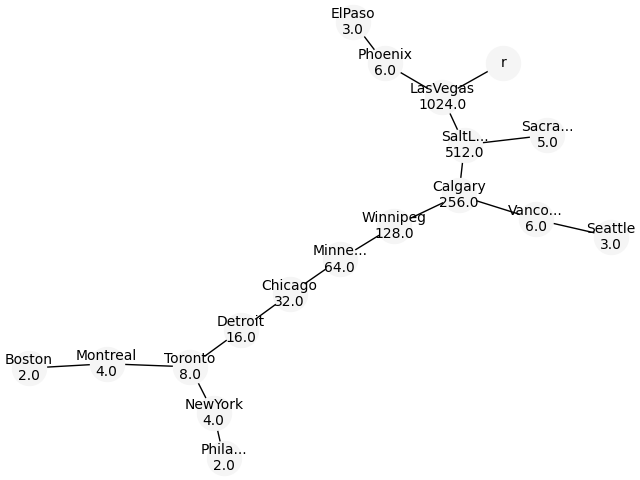 ElPaso
3.0
Phoenix
6.0
r
LasVegas
1024.0
SaltL...
512.0
Sacra...
5.0
Calgary
256.0
Winnipeg
128.0
Vanco...
6.0
Seattle
3.0
Minne...
64.0
Chicago
32.0
Detroit
16.0
Boston
2.0
Montreal
4.0
Toronto
8.0
NewYork
4.0
Phila...
2.0